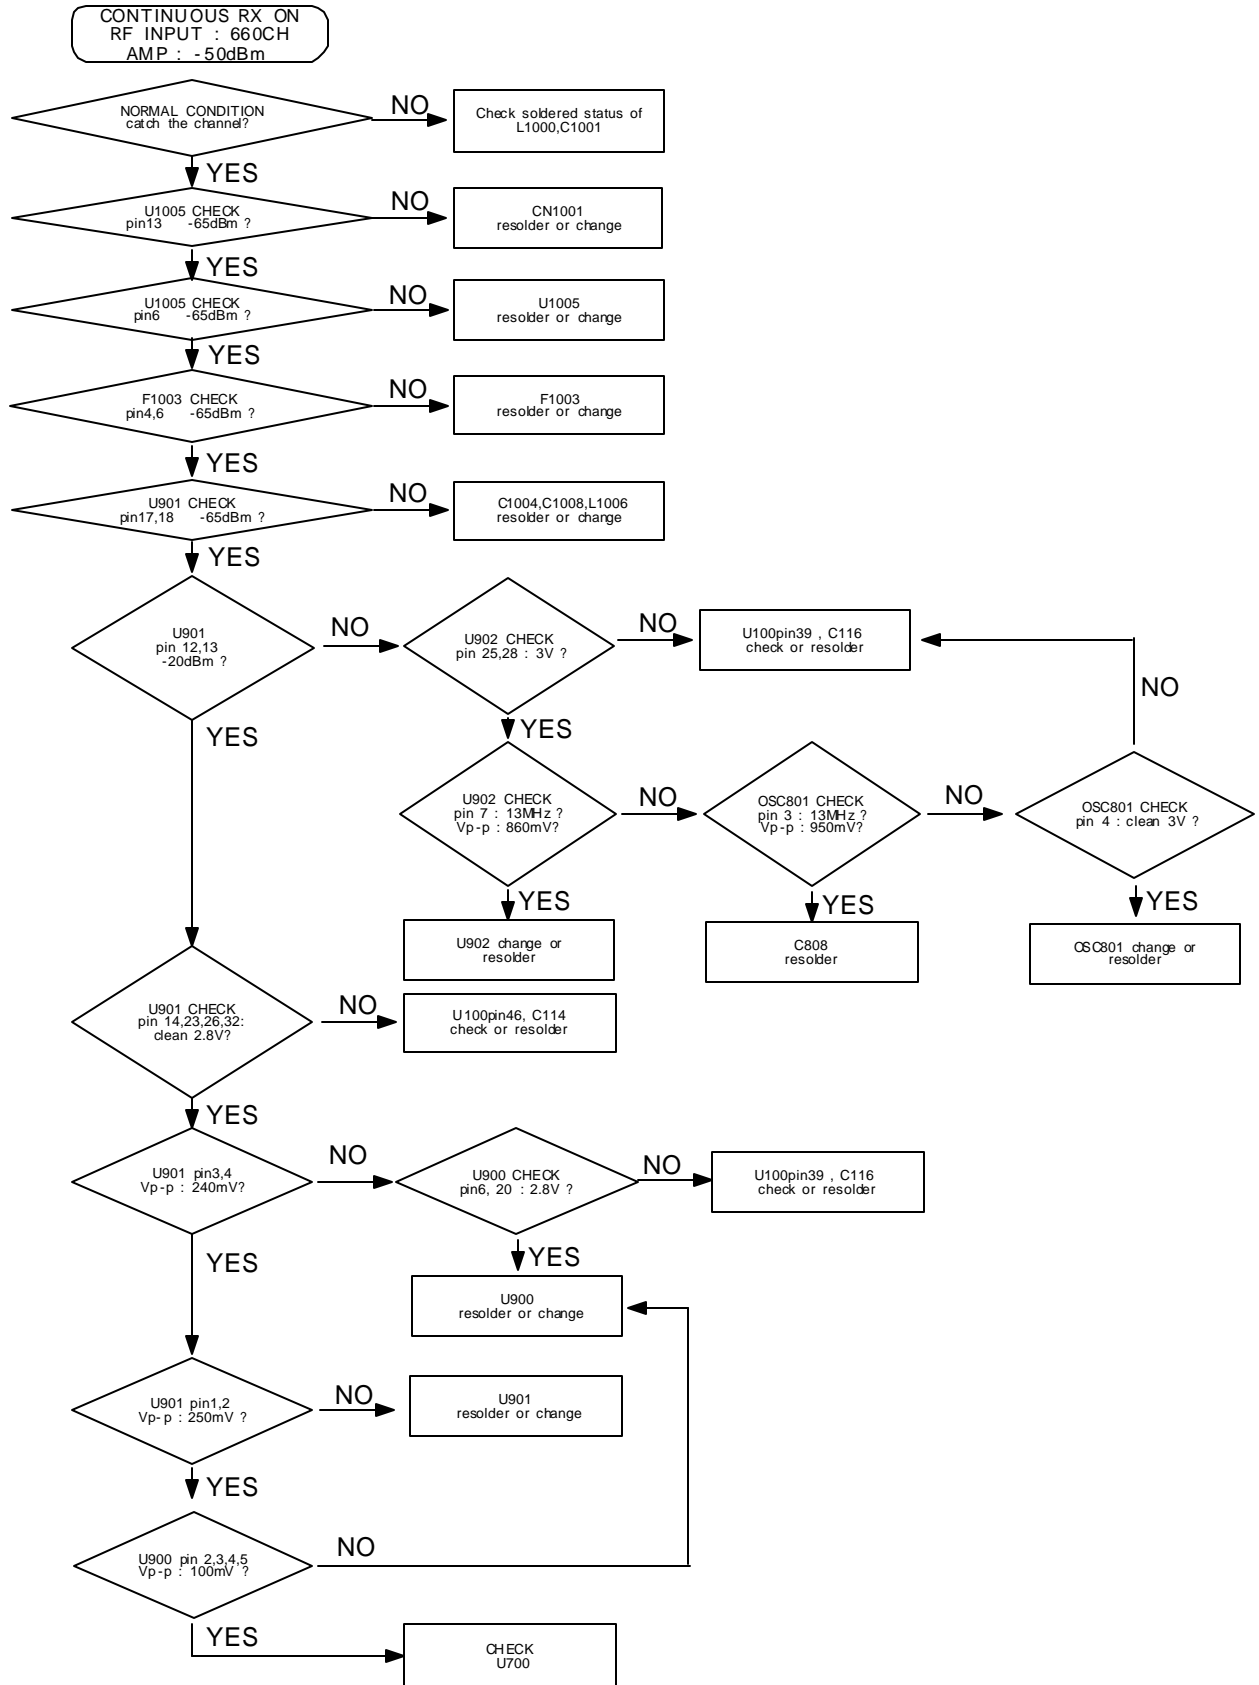 CONTINUOUS RX ON
RF INPUT : 660CH
AMP : -50dBm
NORMAL CONDITION
catch the channel?
NO
Check soldered status of
L1000,C1001
YES
U1005 CHECK
pin13 -65dBm ?
NO
CN1001
resolder or change
YES
U1005 CHECK
pin6 -65dBm ?
NO
U1005
resolder or change
YES
F1003 CHECK
pin4,6 -65dBm ?
NO
F1003
resolder or change
YES
U901 CHECK
pin17,18 -65dBm ?
NO
C1004,C1008,L1006
resolder or change
YES
U901
pin 12,13
-20dBm ?
NO
U902 CHECK
pin 25,28 : 3V ?
NO
U100pin39 , C116
check or resolder
NO
YES
YES
U902 CHECK
pin 7 : 13MHz ?
Vp-p : 860mV?
NO
OSC801 CHECK
pin 3 : 13MHz ?
Vp-p : 950mV?
NO
OSC801 CHECK
pin 4 : clean 3V ?
YES
YES
YES
U902 change or
resolder
C808
resolder
OSC801 change or
resolder
U901 CHECK
pin 14,23,26,32:
clean 2.8V?
NO
U100pin46, C114
check or resolder
YES
U901 pin3,4
Vp-p : 240mV?
NO
U900 CHECK
pin6, 20 : 2.8V ?
NO
U100pin39 , C116
check or resolder
YES
YES
U900
resolder or change
U901 pin1,2
Vp-p : 250mV ?
NO
U901
resolder or change
YES
U900 pin 2,3,4,5
Vp-p : 100mV ?
NO
YES
CHECK
U700